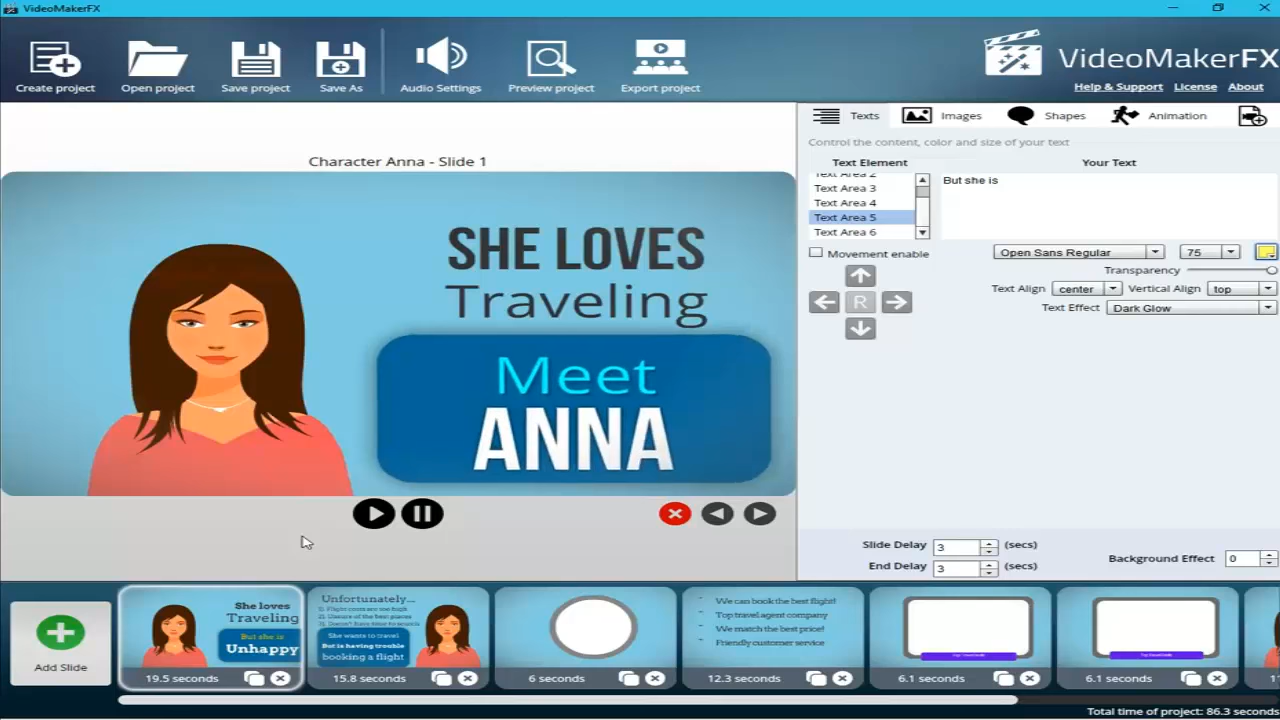 VideoMakerFX
Create project
Open project
Save project
Save As
Audio Settings
Preview project
Export project
VideoMakerFX
Help & Support
License
About
Texts
Images
Shapes
Animation
Control the content, color and size of your text
Text Element
Your Text
Text Area 2
Text Area 3
Text Area 4
Text Area 5
Text Area 6
But she is
Movement enable
R
Open Sans Regular
75
Transparency
Text Align
center
Vertical Align
top
Text Effect
Dark Glow
Character Anna - Slide 1
SHE LOVES
Traveling
Meet
ANNA
Slide Delay
3
(secs)
End Delay
3
(secs)
Background Effect
0
Add Slide
She loves
Traveling
But she is
Unhappy
19.5 seconds
Unfortunately...
She wants to travel
But is having trouble
booking a flight
15.8 seconds
6 seconds
- We can book the best flight!
- Top travel agent company
- We match the best price!
- Friendly customer service
12.3 seconds
6.1 seconds
6.1 seconds
Total time of project: 86.3 seconds